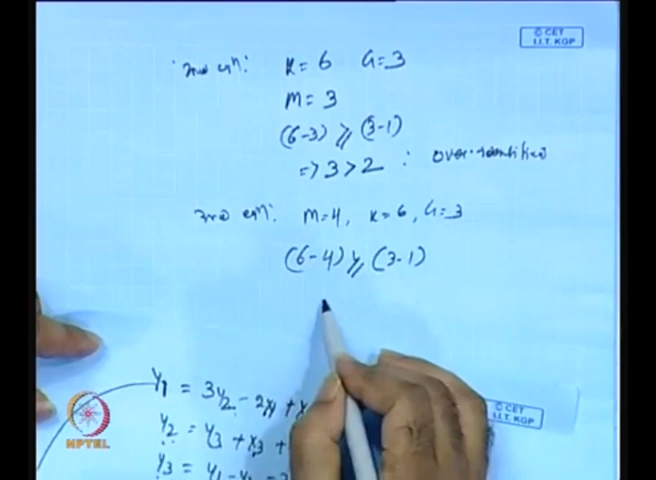 © CET
I.I.T. KGP
2nd eqn: K = 6 G = 3
M = 3
(6-3) ≥ (3-1)
=> 3 > 2 : over-identified
3rd eqn: M = 4, K = 6, G = 3
(6-4) ≥ (3-1)
© CET
I.I.T. KGP
y1 = 3y2 - 2x1 + x
y2 = y3 + x3 +
y3 = y1 - y2 -
NPTEL